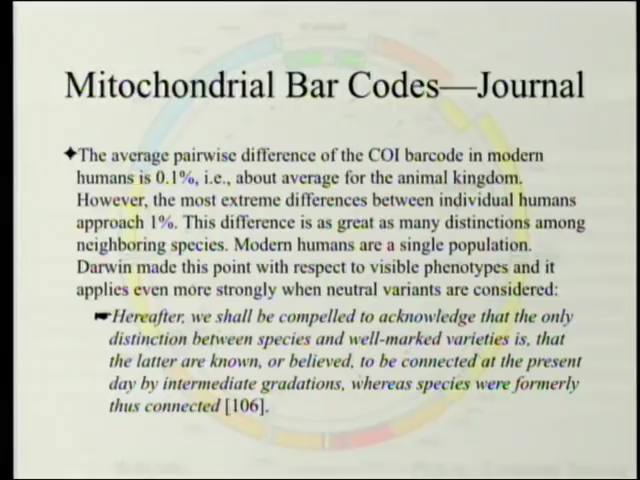 Mitochondrial Bar Codes—Journal
The average pairwise difference of the COI barcode in modern
humans is 0.1%, i.e., about average for the animal kingdom.
However, the most extreme differences between individual humans
approach 1%. This difference is as great as many distinctions among
neighboring species. Modern humans are a single population.
Darwin made this point with respect to visible phenotypes and it
applies even more strongly when neutral variants are considered:
Hereafter, we shall be compelled to acknowledge that the only
distinction between species and well-marked varieties is, that
the latter are known, or believed, to be connected at the present
day by intermediate gradations, whereas species were formerly
thus connected [106].